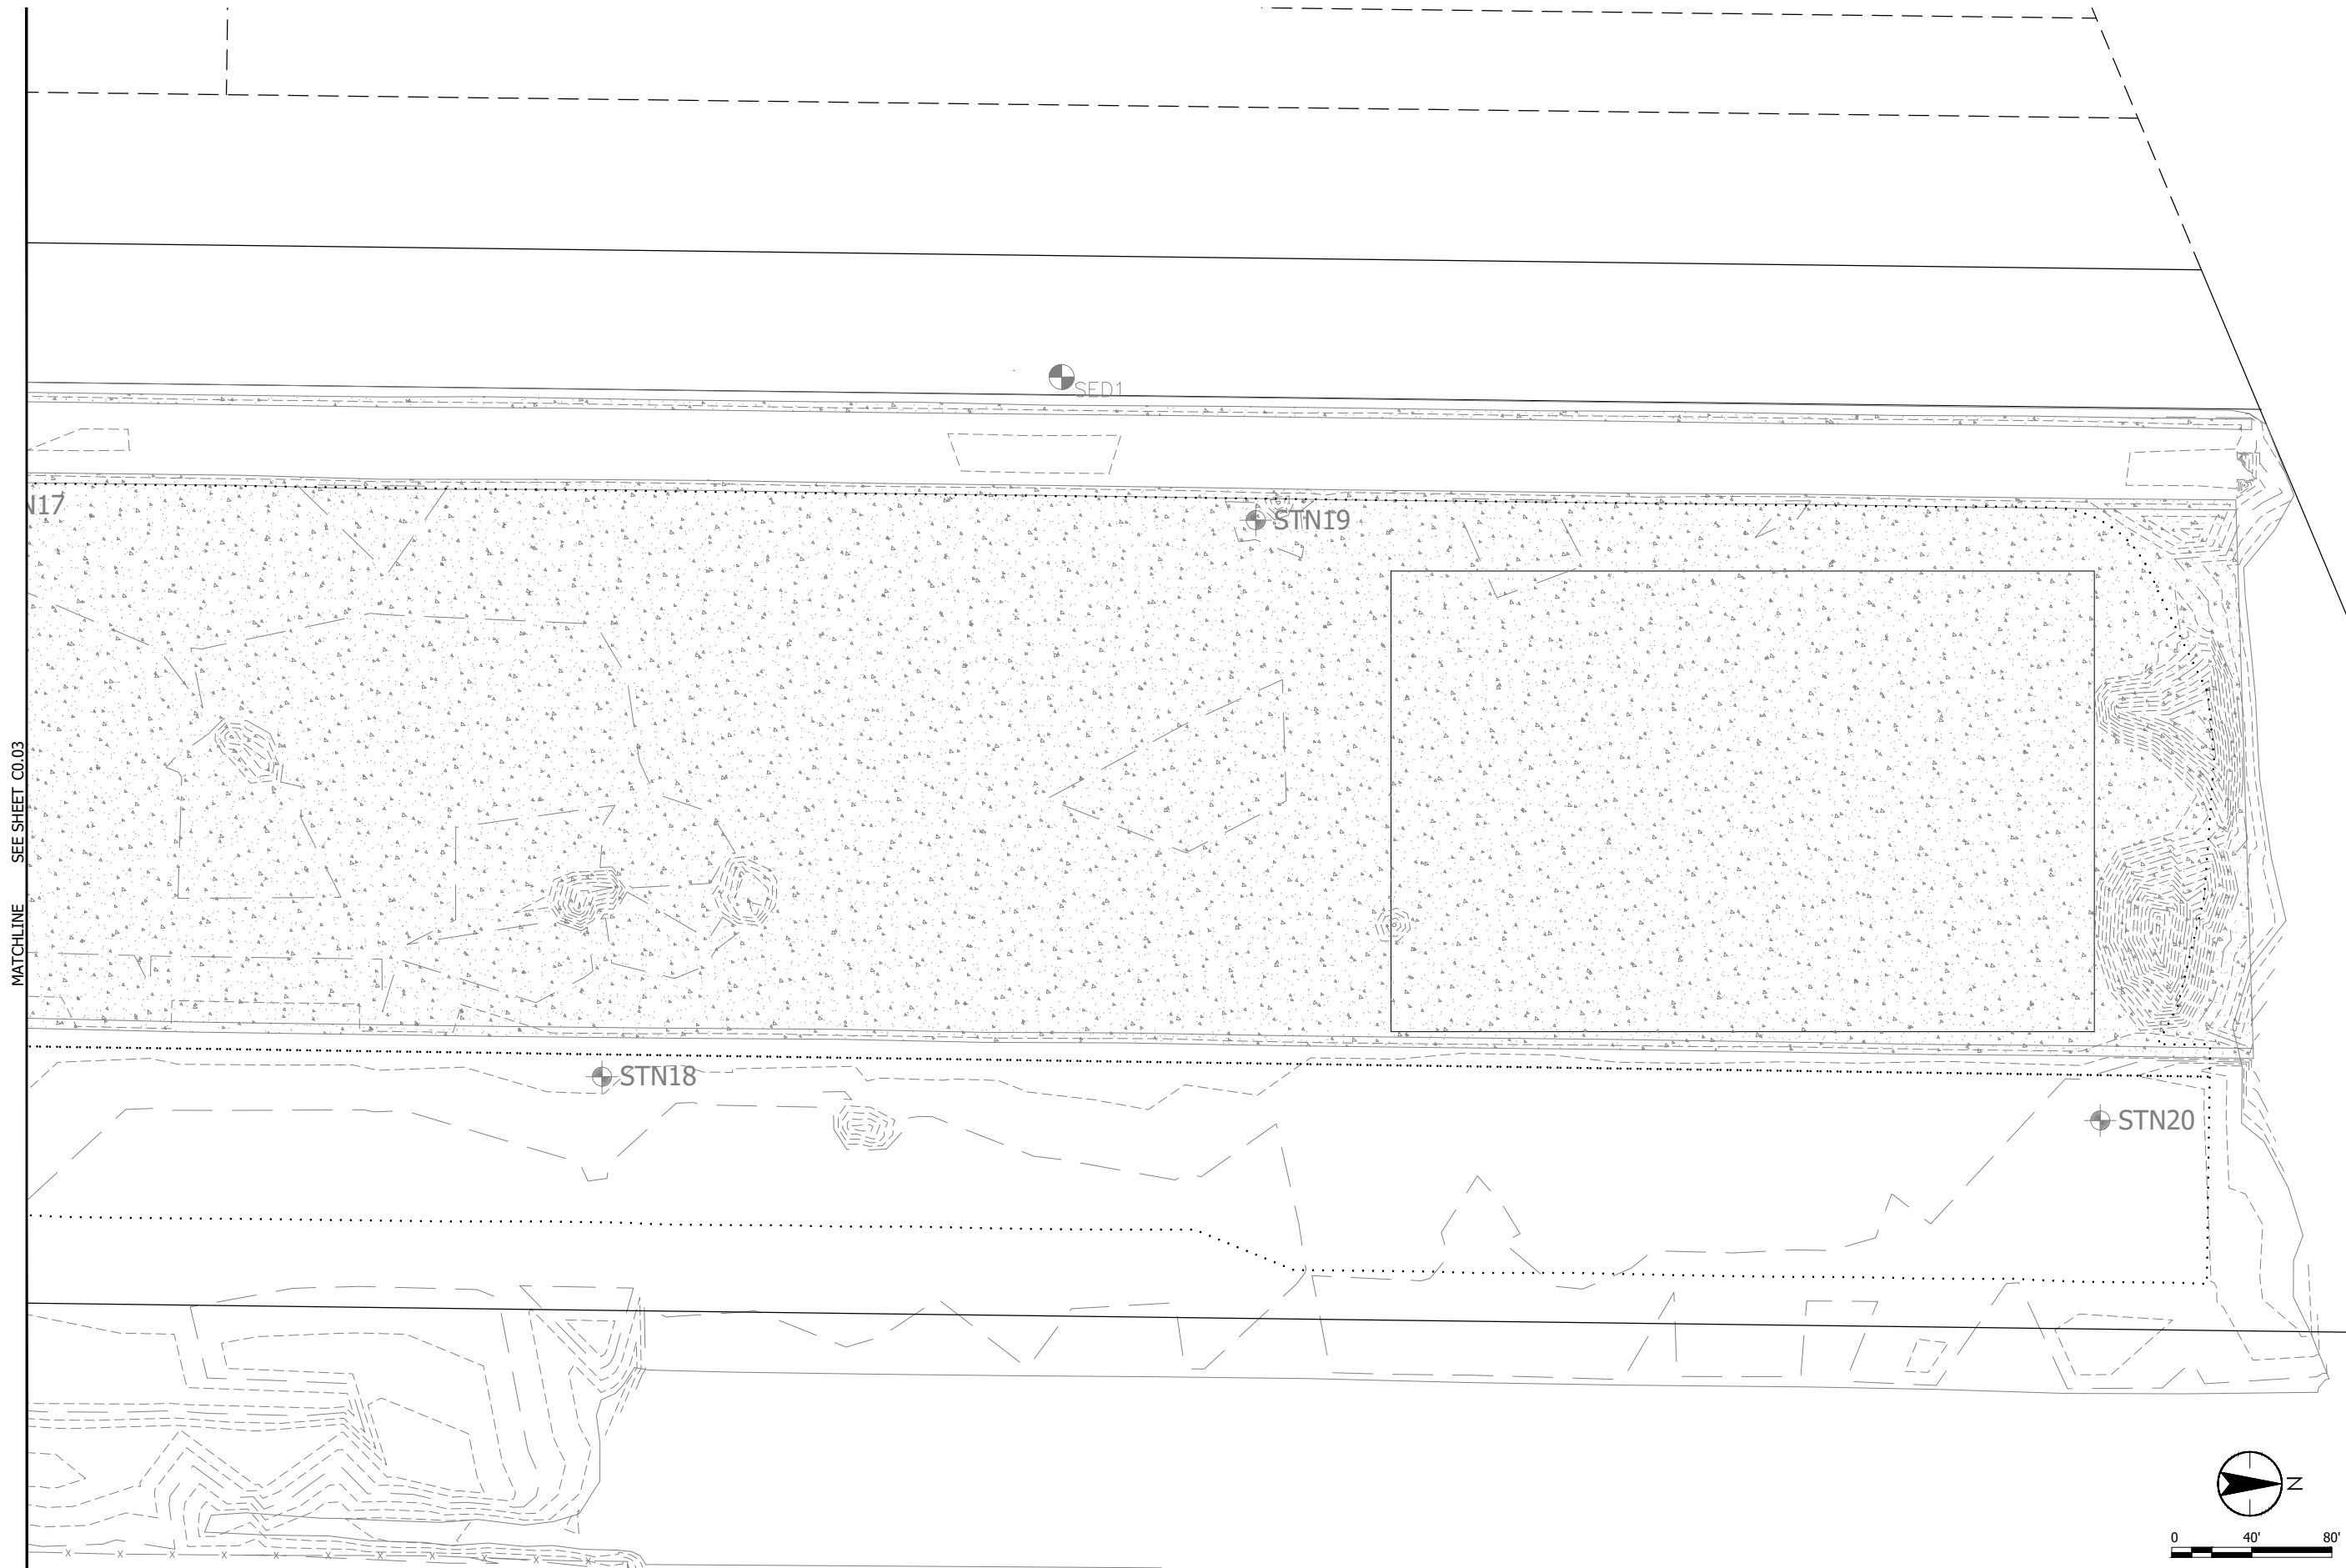 SED1
N17
STN19
MATCHLINE SEE SHEET C0.03
STN18
STN20
N
0 40' 80'
X X X X X X X X X X X